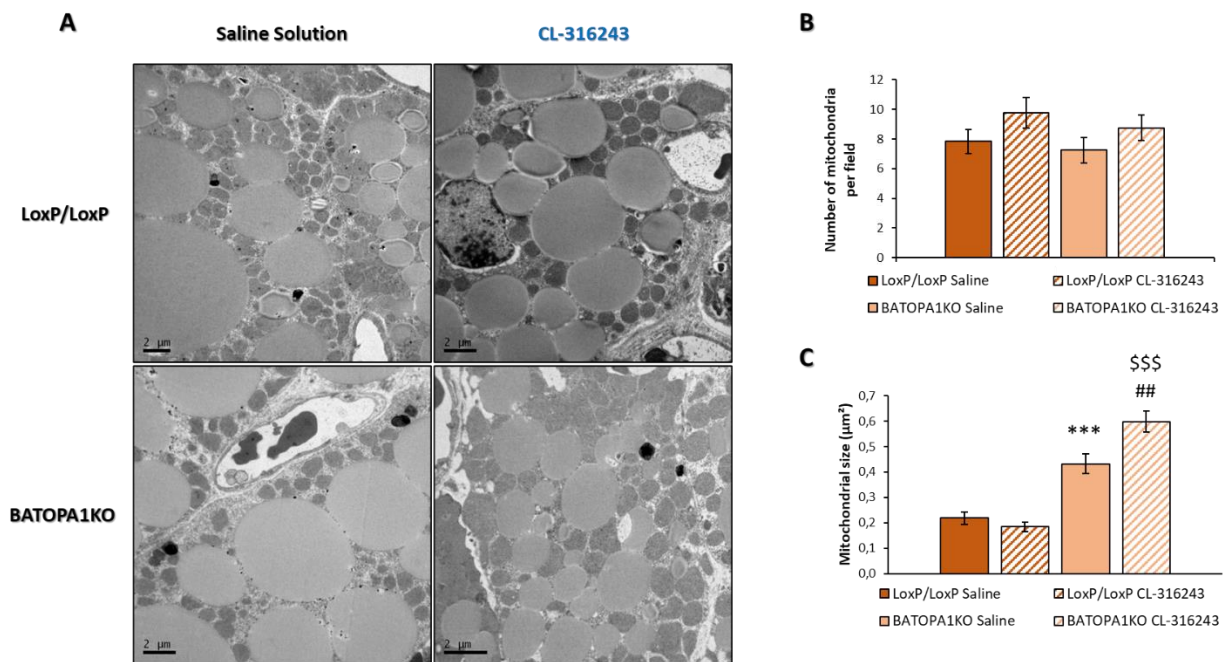 A
Saline Solution
CL-316243
LoxP/LoxP
2 µm
2 µm
BATOPA1KO
2 µm
2 µm
B
Number of mitochondria
per field
12
10
8
6
4
2
0
LoxP/LoxP Saline
LoxP/LoxP CL-316243
BATOPA1KO Saline
BATOPA1KO CL-316243
C
Mitochondrial size (µm²)
0,7
0,6
0,5
0,4
0,3
0,2
0,1
0,0
***
$$$
##
LoxP/LoxP Saline
LoxP/LoxP CL-316243
BATOPA1KO Saline
BATOPA1KO CL-316243